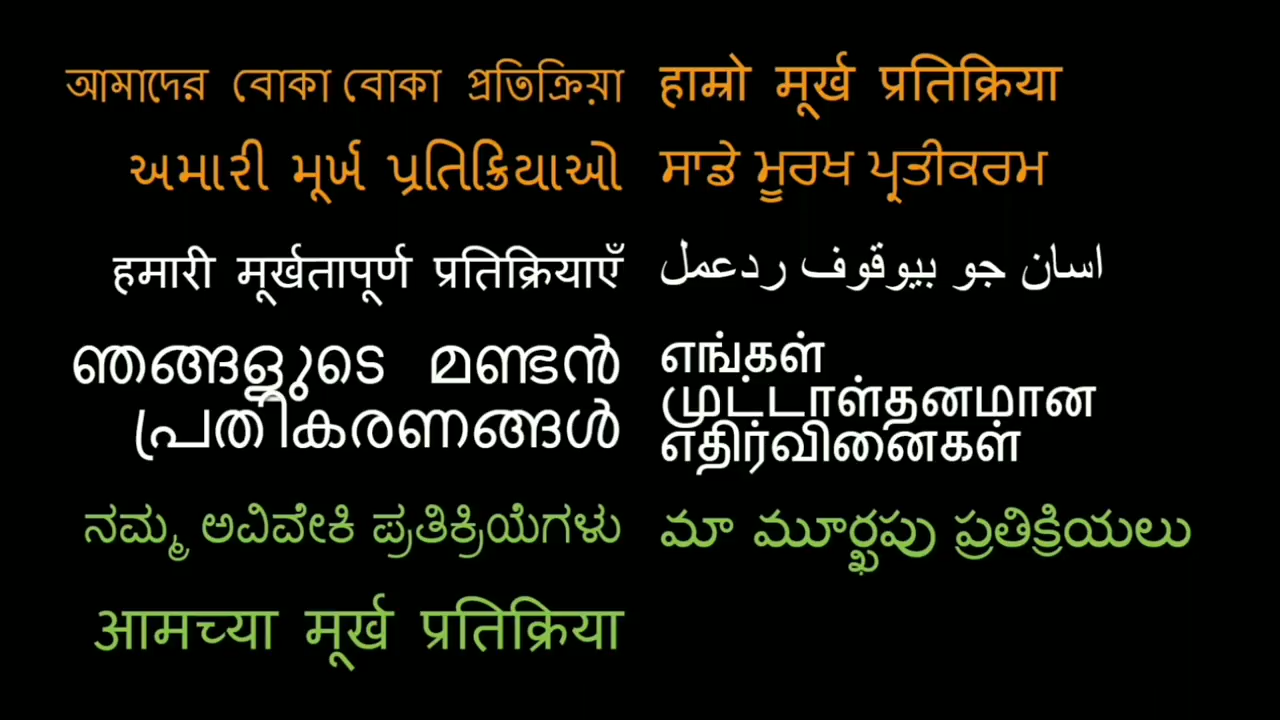 আমাদের বোকা বোকা প্রতিক্রিয়া
हाम्रो मूर्ख प्रतिक्रिया
અમારી મૂર્ખ પ્રતિક્રિયાઓ
ਸਾਡੇ ਮੂਰਖ ਪ੍ਰਤੀਕਰਮ
हमारी मूर्खतापूर्ण प्रतिक्रियाएँ
اسان جو بيوقوف ردعمل
ഞങ്ങളുടെ മണ്ടൻ
പ്രതികരണങ്ങൾ
எங்கள்
முட்டாள்தனமான
எதிர்வினைகள்
ನಮ್ಮ ಅವಿವೇಕಿ ಪ್ರತಿಕ್ರಿಯೆಗಳು
మా మూర్ఖపు ప్రతిక్రియలు
आमच्या मूर्ख प्रतिक्रिया